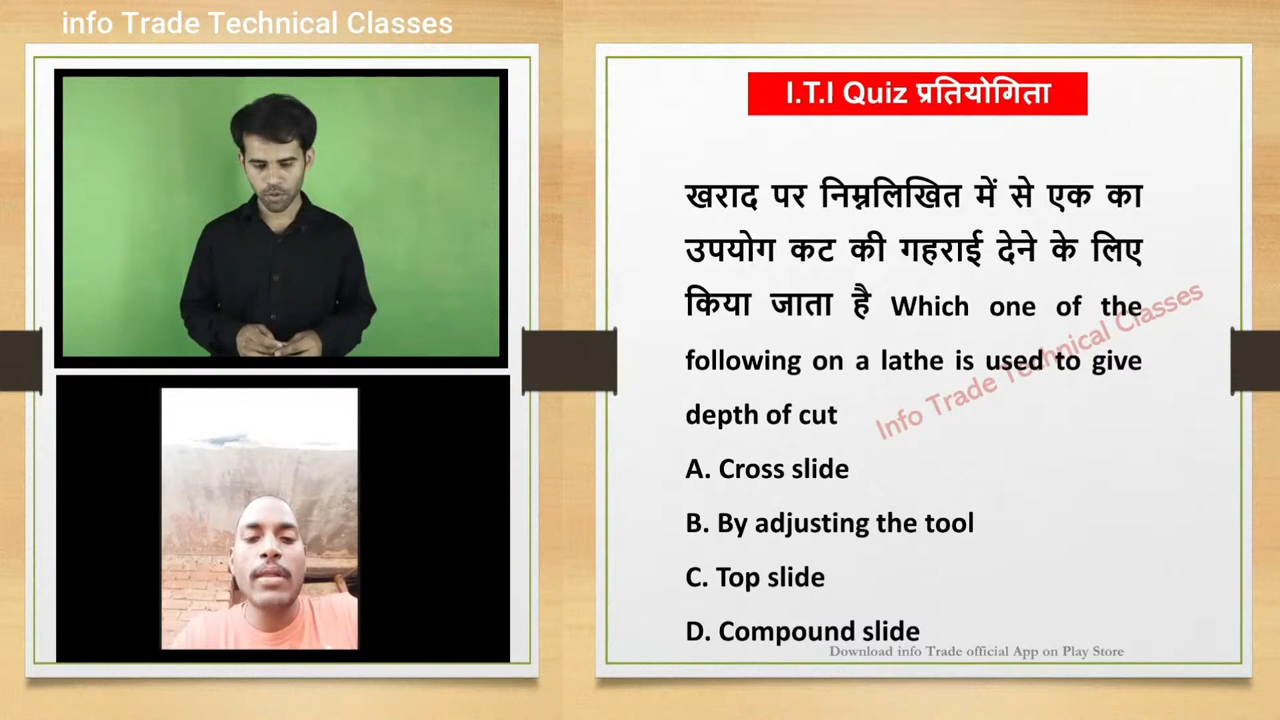 info Trade Technical Classes
I.T.I Quiz प्रतियोगिता
खराद पर निम्नलिखित में से एक का
उपयोग कट की गहराई देने के लिए
किया जाता है Which one of the
following on a lathe is used to give
depth of cut
A. Cross slide
B. By adjusting the tool
C. Top slide
D. Compound slide
Info Trade Technical Classes
Download info Trade official App on Play Store